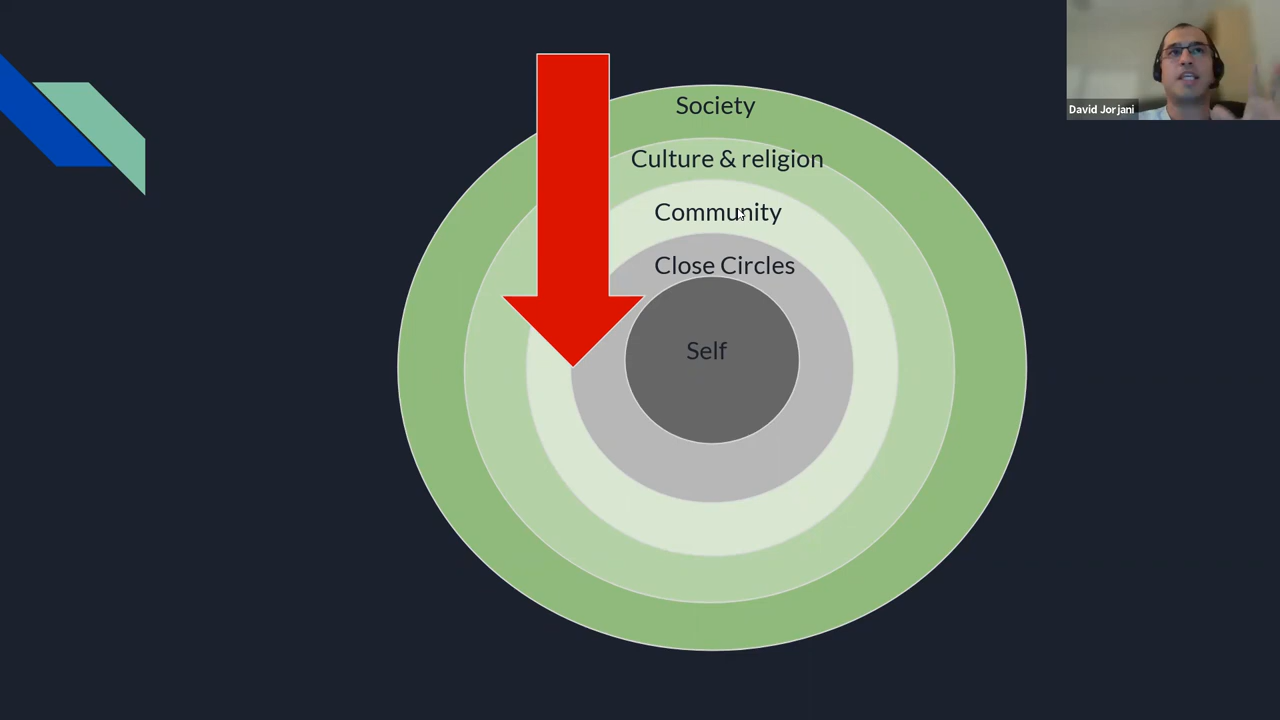 Society
Culture & religion
Community
Close Circles
Self
David Jorjani